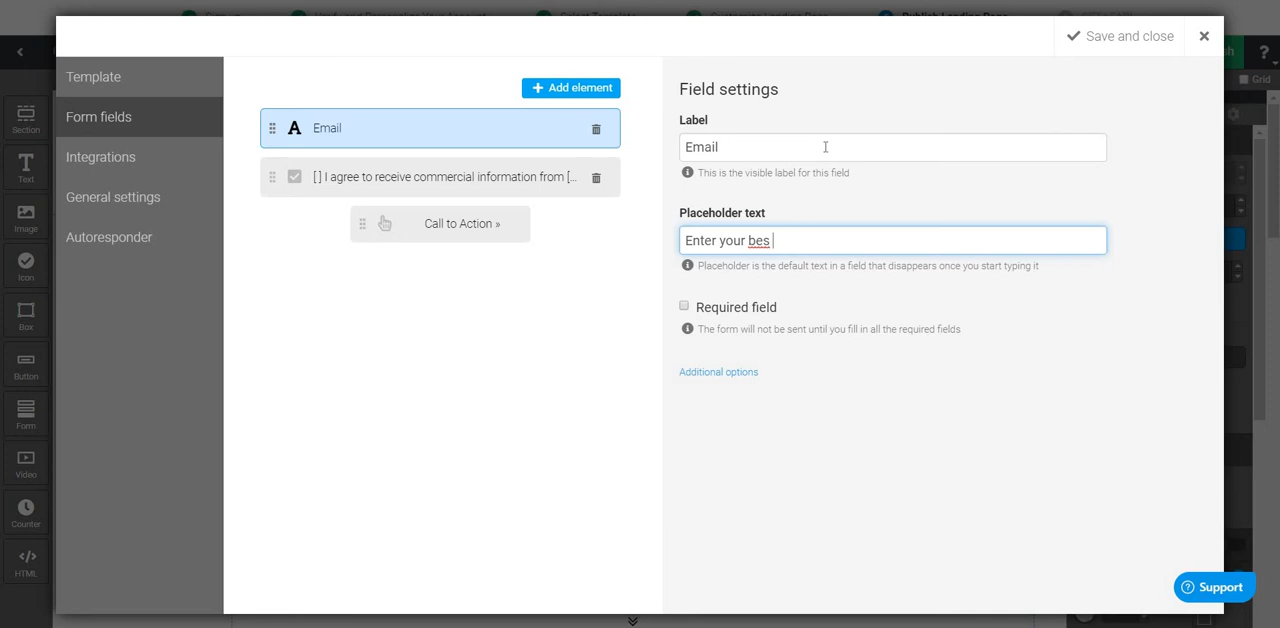 Save and close
Template
Form fields
Integrations
General settings
Autoresponder
Add element
Email
[ ] I agree to receive commercial information from [...
Call to Action »
Field settings
Label
Email
This is the visible label for this field
Placeholder text
Enter your bes
Placeholder is the default text in a field that disappears once you start typing it
Required field
The form will not be sent until you fill in all the required fields
Additional options
Section
Text
Image
Icon
Box
Button
Form
Video
Counter
HTML
Grid
Support